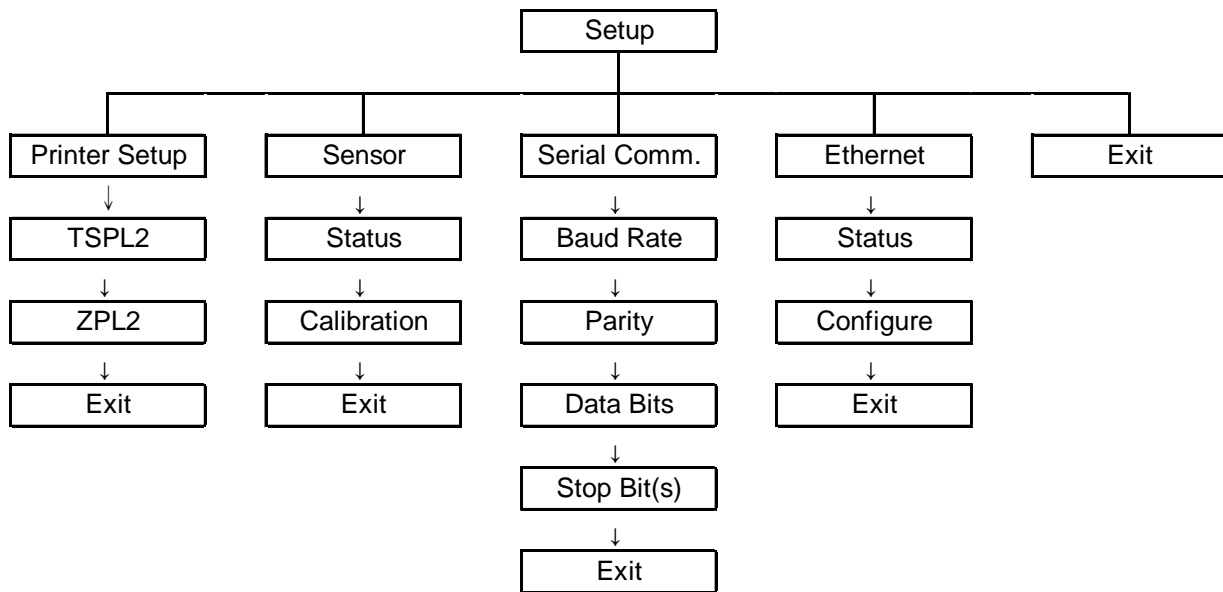 Setup
Printer Setup
Sensor
Serial Comm.
Ethernet
Exit
TSPL2
Status
Baud Rate
Status
ZPL2
Calibration
Parity
Configure
Exit
Exit
Data Bits
Exit
Stop Bit(s)
Exit